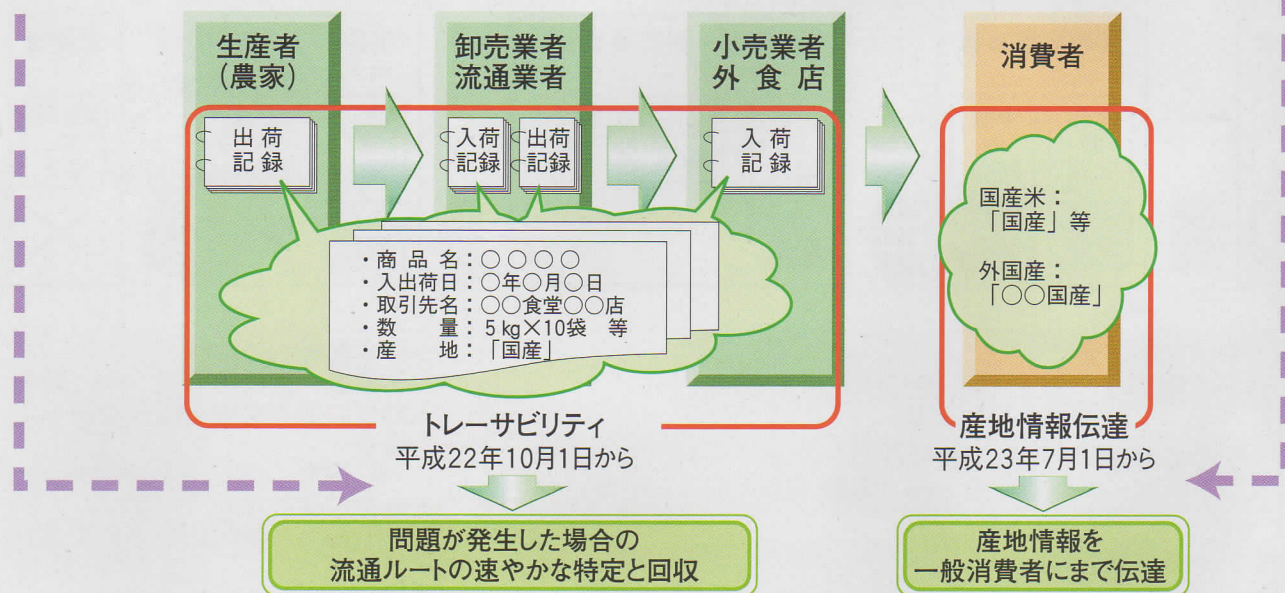 生産者
（農家）
卸売業者
流通業者
小売業者
外食店
消費者
出荷
記録
入荷
記録
出荷
記録
入荷
記録
・商品名：○○○○
・入出荷日：○年○月○日
・取引先名：○○食堂○○店
・数量：5kg×10袋 等
・産地：「国産」
国産米：
「国産」等
外国産：
「○○国産」
トレーサビリティ
平成22年10月1日から
産地情報伝達
平成23年7月1日から
問題が発生した場合の
流通ルートの速やかな特定と回収
産地情報を
一般消費者にまで伝達